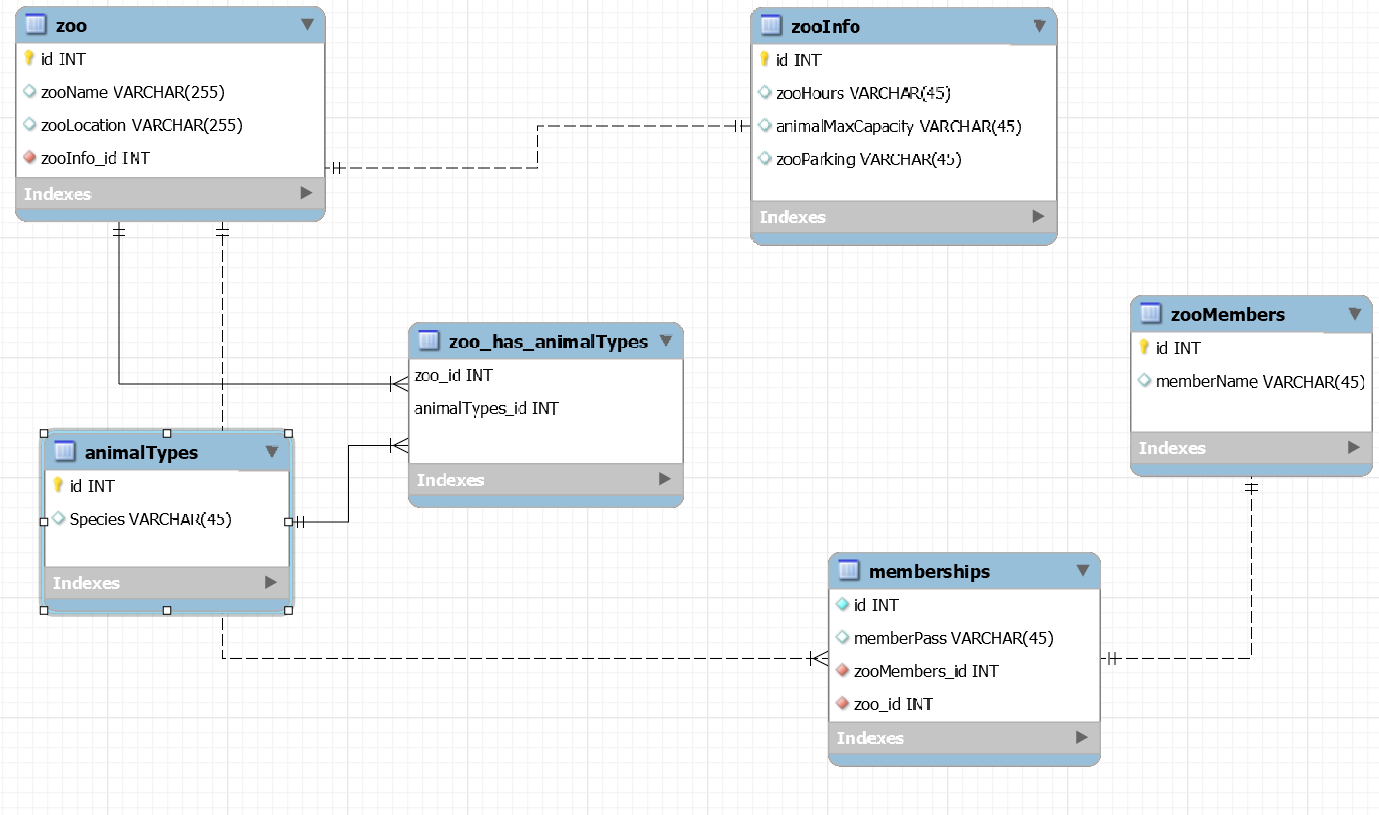 zoo
id INT
zooName VARCHAR(255)
zooLocation VARCHAR(255)
zooInfo_id INT
Indexes
zooInfo
id INT
zooHours VARCHAR(45)
animalMaxCapacity VARCHAR(45)
zooParking VARCHAR(45)
Indexes
zoo_has_animalTypes
zoo_id INT
animalTypes_id INT
Indexes
zooMembers
id INT
memberName VARCHAR(45)
Indexes
animalTypes
id INT
Species VARCHAR(45)
Indexes
memberships
id INT
memberPass VARCHAR(45)
zooMembers_id INT
zoo_id INT
Indexes